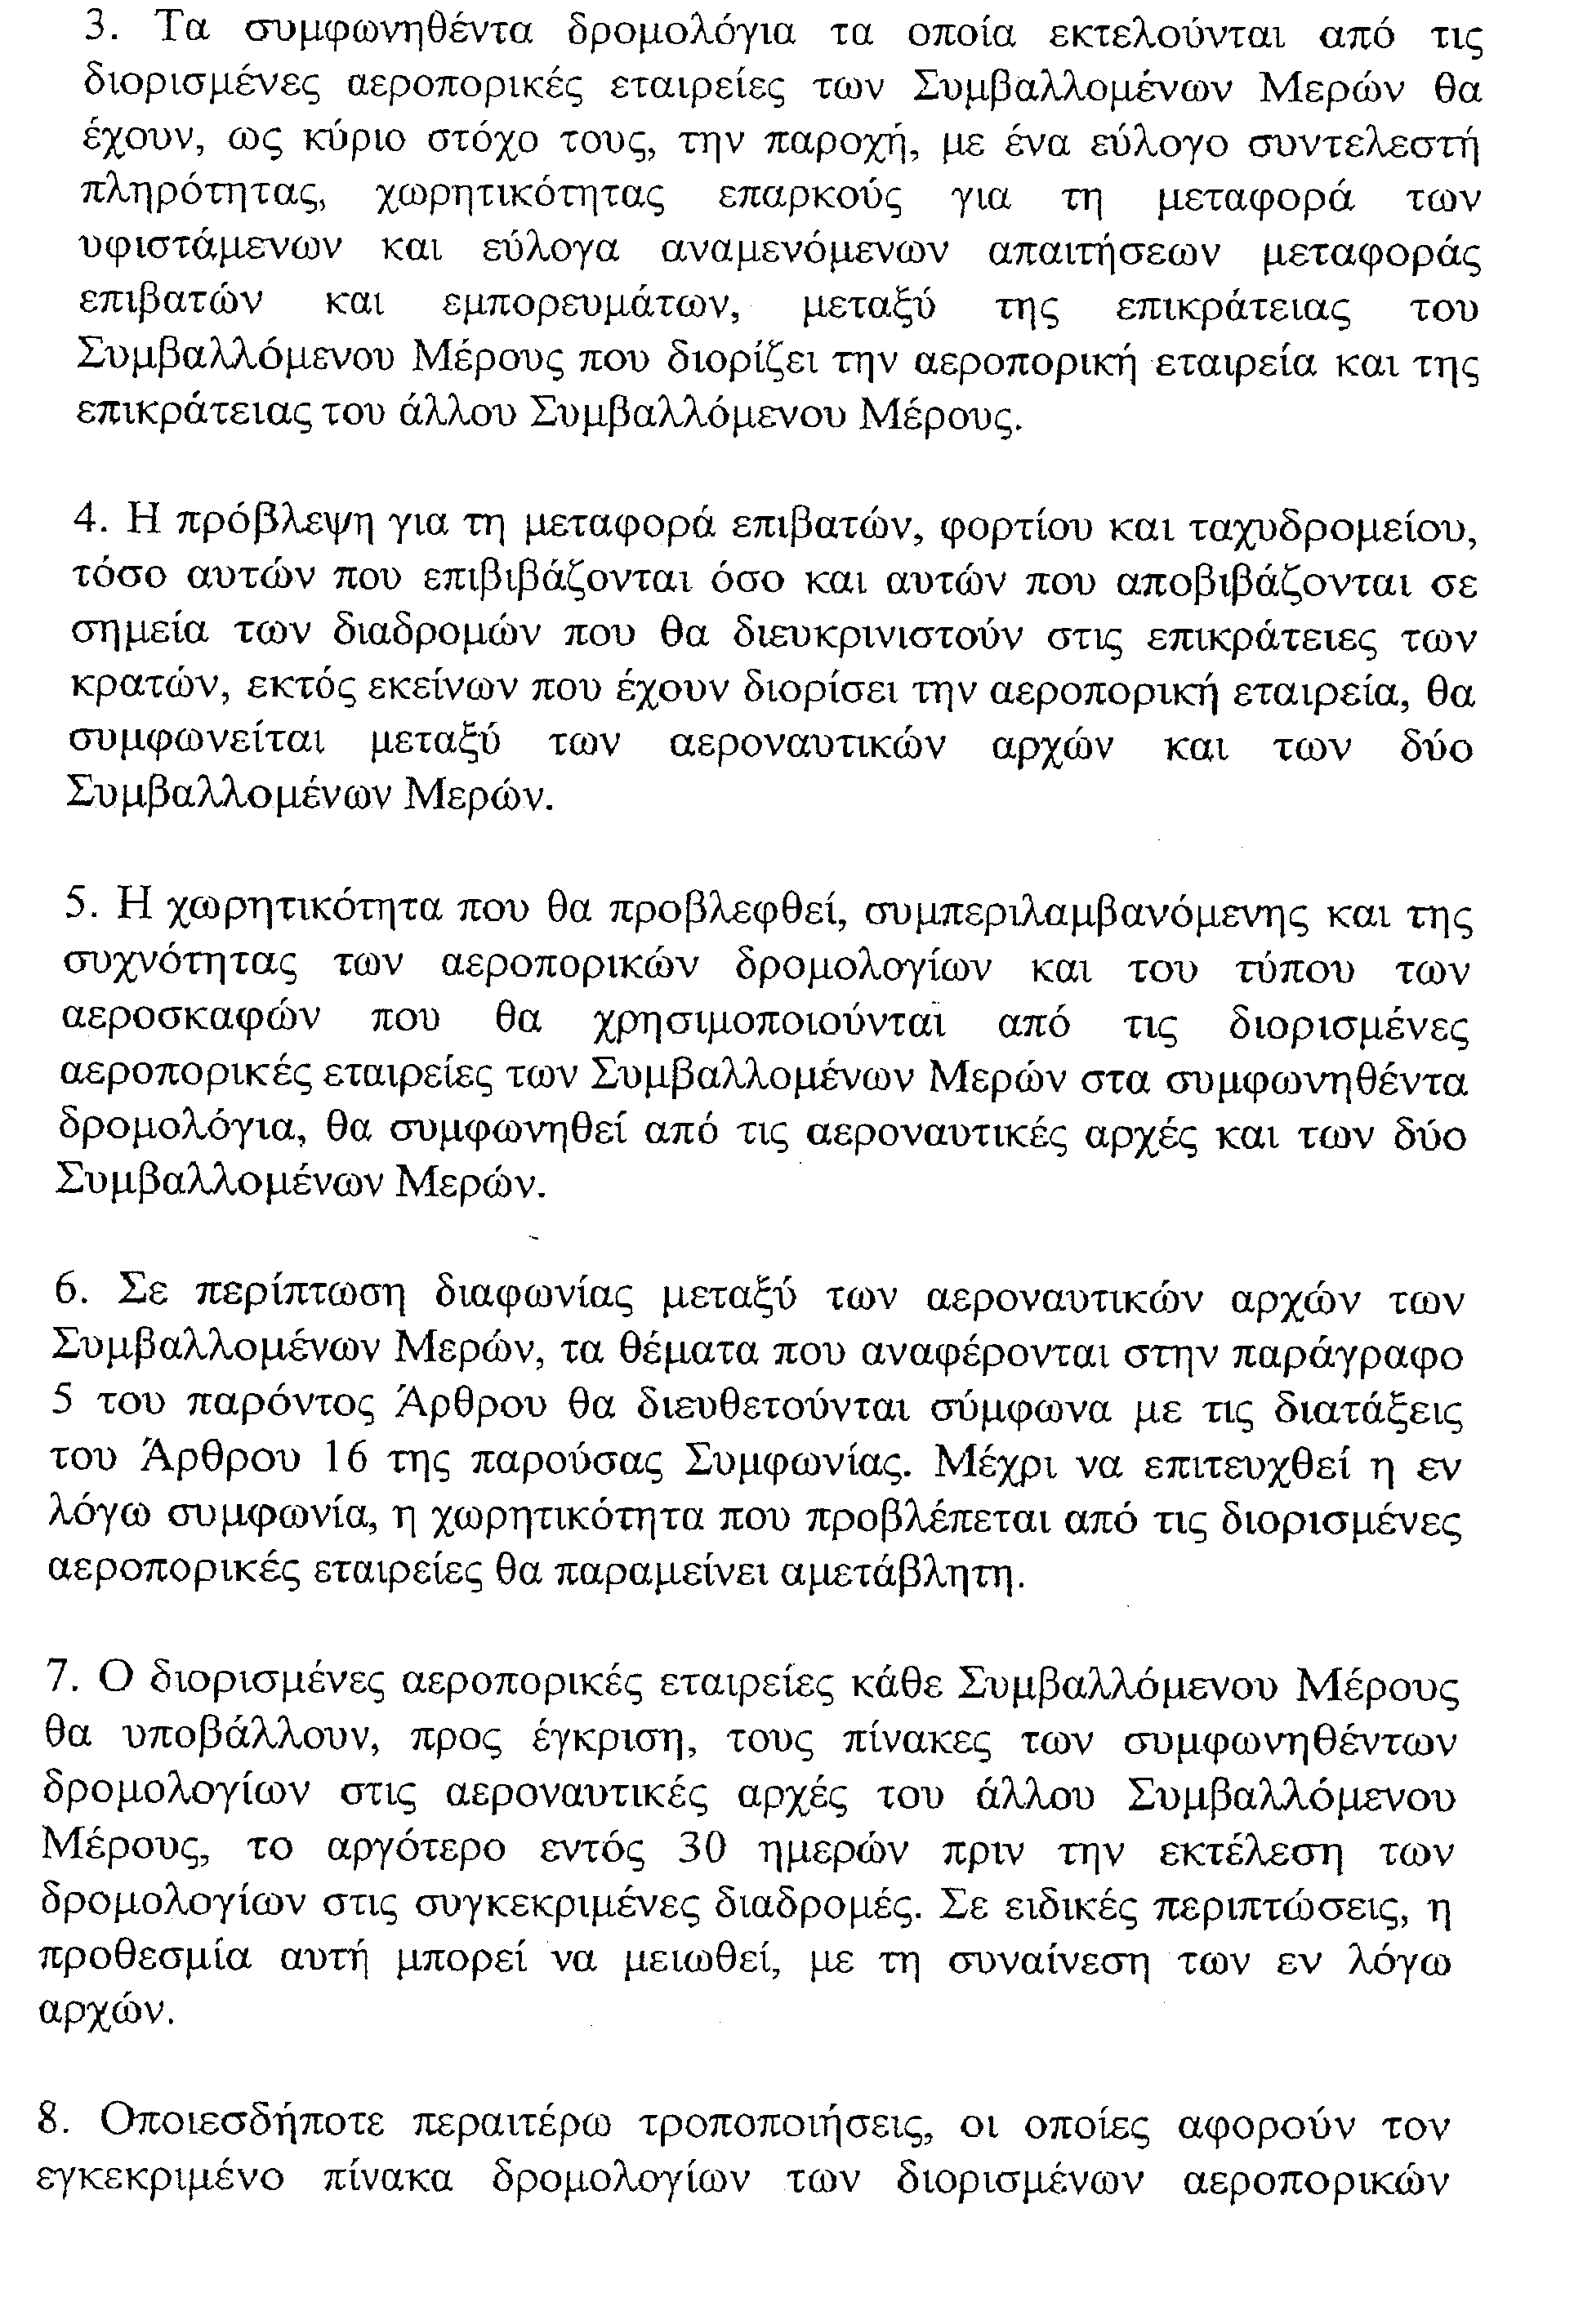 3. Τα συμφωνηθέντα δρομολόγια τα οποία εκτελούνται από τις
διορισμένες αεροπορικές εταιρείες των Συμβαλλομένων Μερών θα
έχουν, ως κύριο στόχο τους, την παροχή, με ένα εύλογο συντελεστή
πληρότητας, χωρητικότητας επαρκούς για τη μεταφορά των
υφιστάμενων και εύλογα αναμενόμενων απαιτήσεων μεταφοράς
επιβατών και εμπορευμάτων, μεταξύ της επικράτειας του
Συμβαλλόμενου Μέρους που διορίζει την αεροπορική εταιρεία και της
επικράτειας του άλλου Συμβαλλόμενου Μέρους.
4. Η πρόβλεψη για τη μεταφορά επιβατών, φορτίου και ταχυδρομείου,
τόσο αυτών που επιβιβάζονται όσο και αυτών που αποβιβάζονται σε
σημεία των διαδρομών που θα διευκρινιστούν στις επικράτειες των
κρατών, εκτός εκείνων που έχουν διορίσει την αεροπορική εταιρεία, θα
συμφωνείται μεταξύ των αεροναυτικών αρχών και των δύο
Συμβαλλομένων Μερών.
5. Η χωρητικότητα που θα προβλεφθεί, συμπεριλαμβανόμενης και της
συχνότητας των αεροπορικών δρομολογίων και του τύπου των
αεροσκαφών που θα χρησιμοποιούνται από τις διορισμένες
αεροπορικές εταιρείες των Συμβαλλομένων Μερών στα συμφωνηθέντα
δρομολόγια, θα συμφωνηθεί από τις αεροναυτικές αρχές και των δύο
Συμβαλλομένων Μερών.
6. Σε περίπτωση διαφωνίας μεταξύ των αεροναυτικών αρχών των
Συμβαλλομένων Μερών, τα θέματα που αναφέρονται στην παράγραφο
5 του παρόντος Άρθρου θα διευθετούνται σύμφωνα με τις διατάξεις
του Άρθρου 16 της παρούσας Συμφωνίας. Μέχρι να επιτευχθεί η εν
λόγω συμφωνία, η χωρητικότητα που προβλέπεται από τις διορισμένες
αεροπορικές εταιρείες θα παραμείνει αμετάβλητη.
7. Ο διορισμένες αεροπορικές εταιρείες κάθε Συμβαλλόμενου Μέρους
θα υποβάλλουν, προς έγκριση, τους πίνακες των συμφωνηθέντων
δρομολογίων στις αεροναυτικές αρχές του άλλου Συμβαλλόμενου
Μέρους, το αργότερο εντός 30 ημερών πριν την εκτέλεση των
δρομολογίων στις συγκεκριμένες διαδρομές. Σε ειδικές περιπτώσεις, η
προθεσμία αυτή μπορεί να μειωθεί, με τη συναίνεση των εν λόγω
αρχών.
8. Οποιεσδήποτε περαιτέρω τροποποιήσεις, οι οποίες αφορούν τον
εγκεκριμένο πίνακα δρομολογίων των διορισμένων αεροπορικών